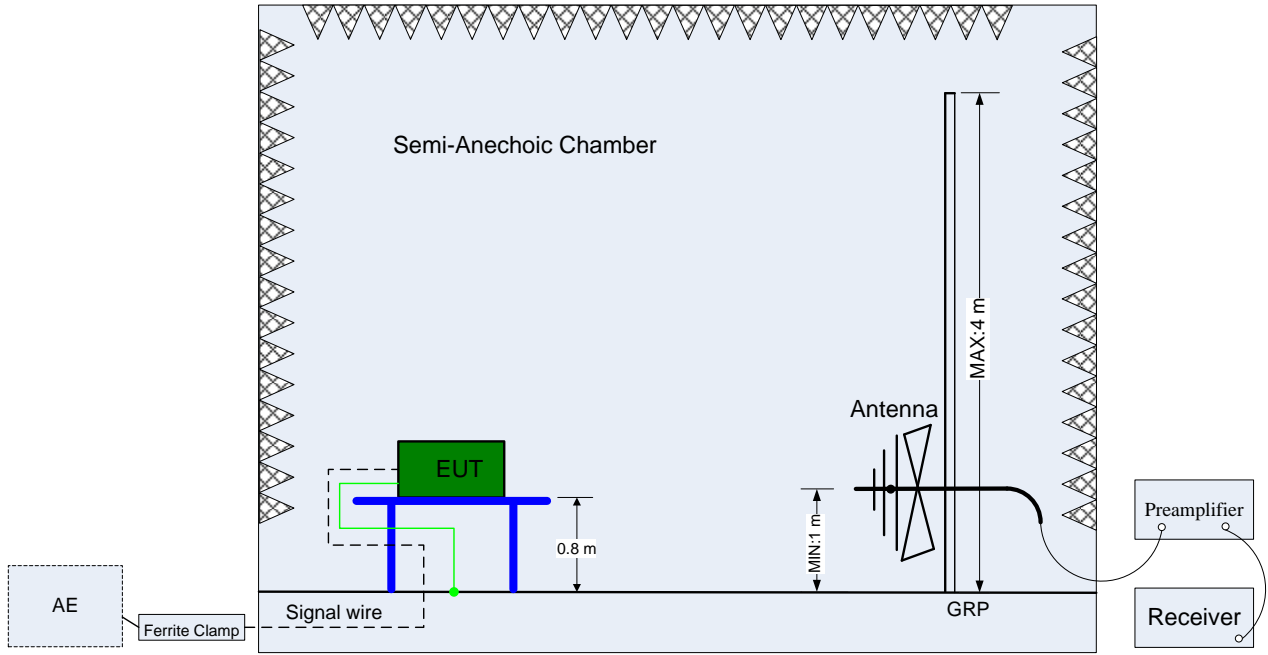 Semi-Anechoic Chamber
MAX:4 m
Antenna
EUT
Preamplifier
MIN:1 m
0.8 m
AE
Signal wire
GRP
Receiver
Ferrite Clamp